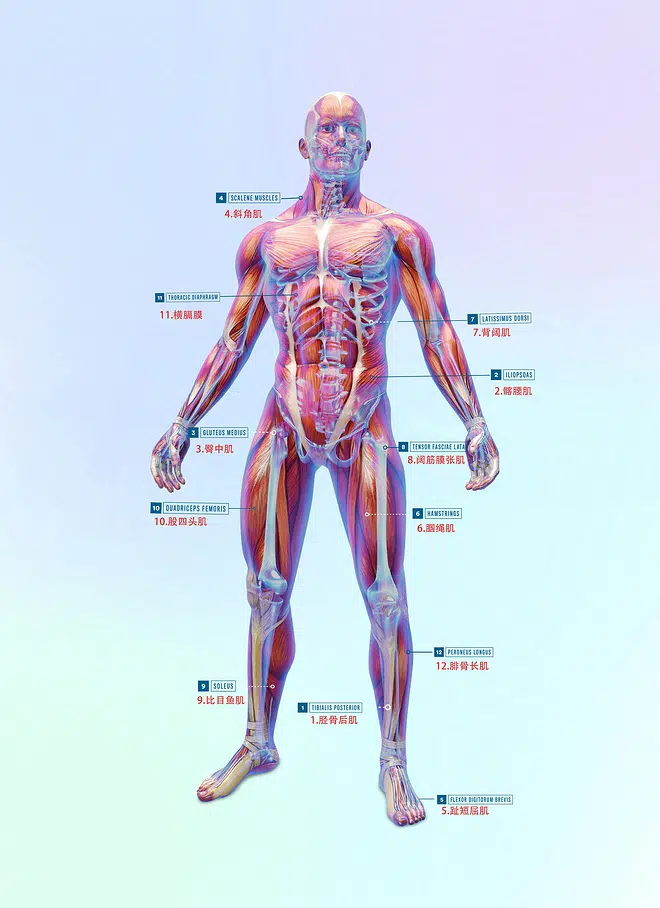 4 SCALENE MUSCLES
4.斜角肌
11 THORACIC DIAPHRAGM
11.横膈膜
7 LATISSIMUS DORSI
7.背阔肌
2 ILIOPSOAS
2.髂腰肌
3 GLUTEUS MEDIUS
3.臀中肌
8 TENSOR FASCIAE LATA
8.阔筋膜张肌
10 QUADRICEPS FEMORIS
10.股四头肌
6 HAMSTRINGS
6.腘绳肌
12 PERONEUS LONGUS
12.腓骨长肌
9 SOLEUS
9.比目鱼肌
1 TIBIALIS POSTERIOR
1.胫骨后肌
5 FLEXOR DIGITORUM BREVIS
5.趾短屈肌